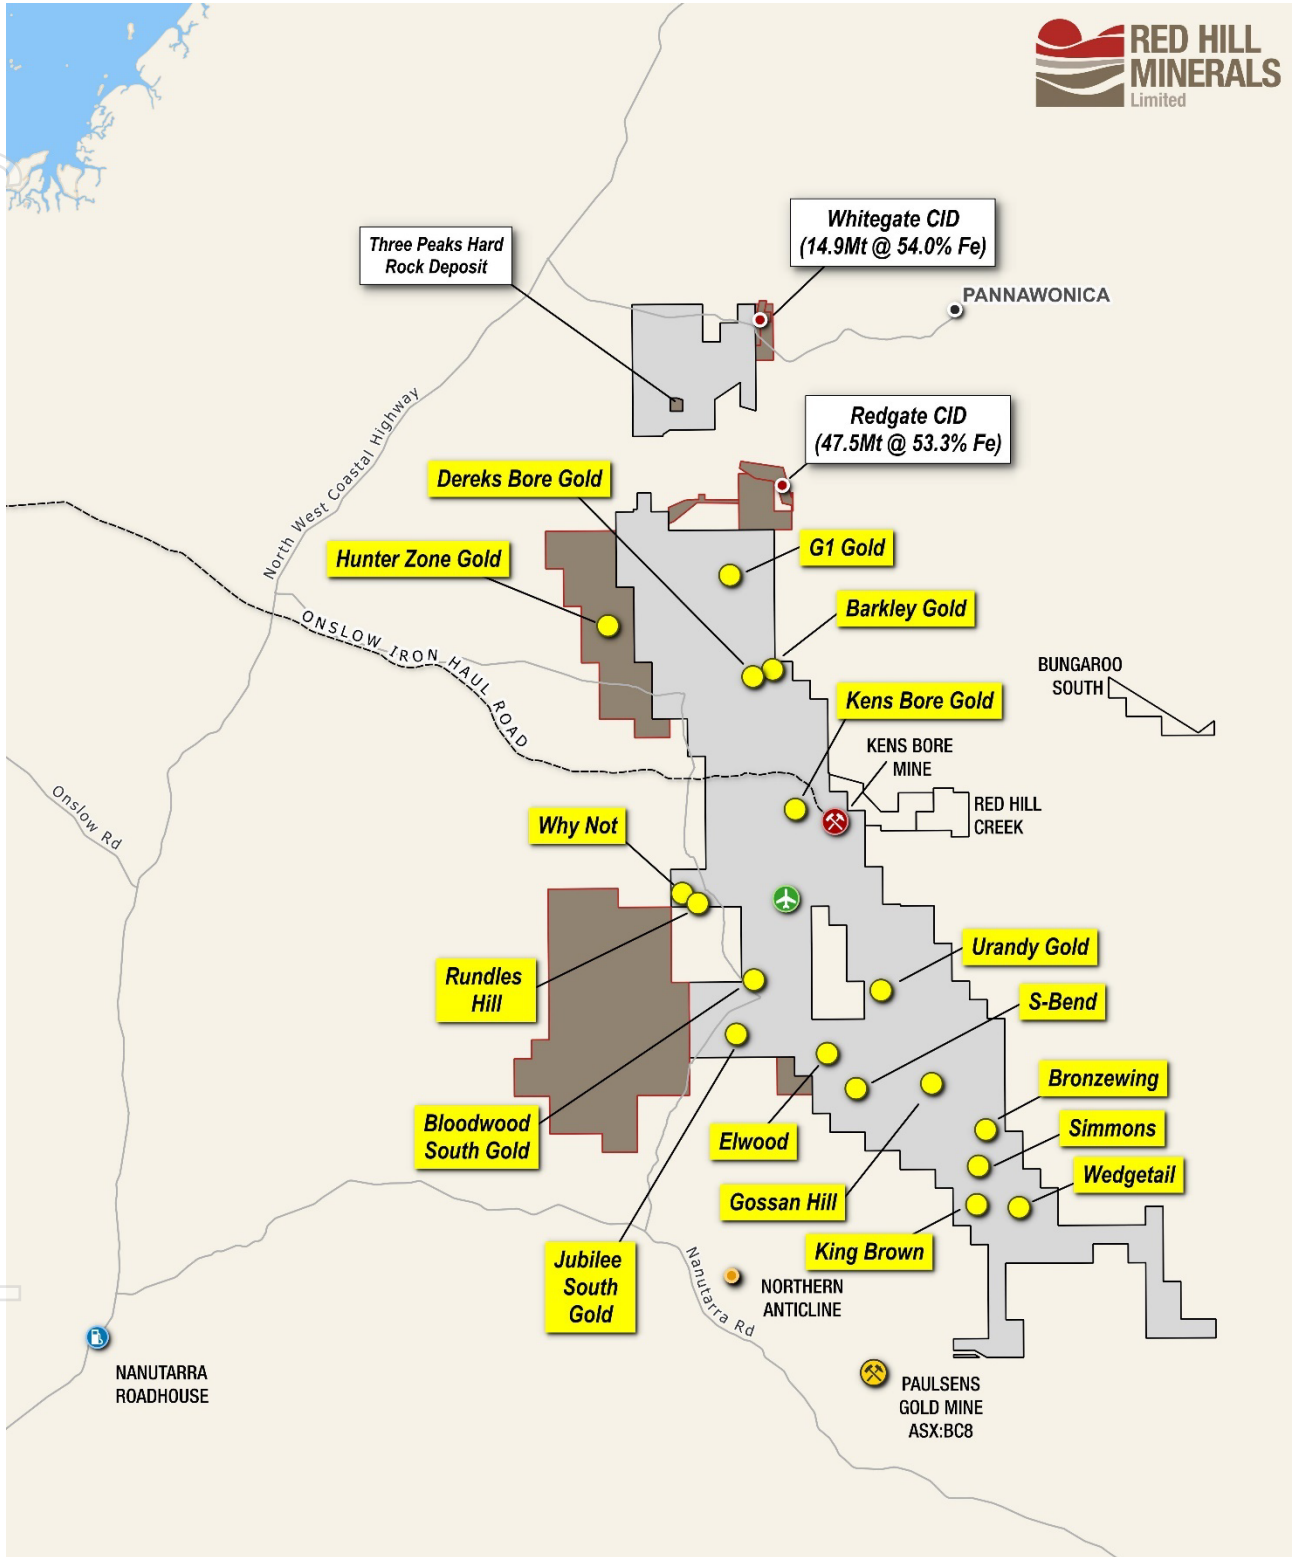 RED HILL
MINERALS
Limited
Whitegate CID
(14.9Mt @ 54.0% Fe)
Three Peaks Hard
Rock Deposit
PANNAWONICA
North West Coastal Highway
Redgate CID
(47.5Mt @ 53.3% Fe)
Dereks Bore Gold
G1 Gold
Hunter Zone Gold
Barkley Gold
ONSLOW IRON HAUL ROAD
BUNGAROO
SOUTH
Kens Bore Gold
KENS BORE
MINE
RED HILL
CREEK
Onslow Rd
Why Not
Urandy Gold
Rundles
Hill
S-Bend
Bronzewing
Bloodwood
South Gold
Elwood
Simmons
Wedgetail
Gossan Hill
King Brown
Jubilee
South
Gold
Nanutarra Rd
NORTHERN
ANTICLINE
NANUTARRA
ROADHOUSE
PAULSENS
GOLD MINE
ASX:BC8